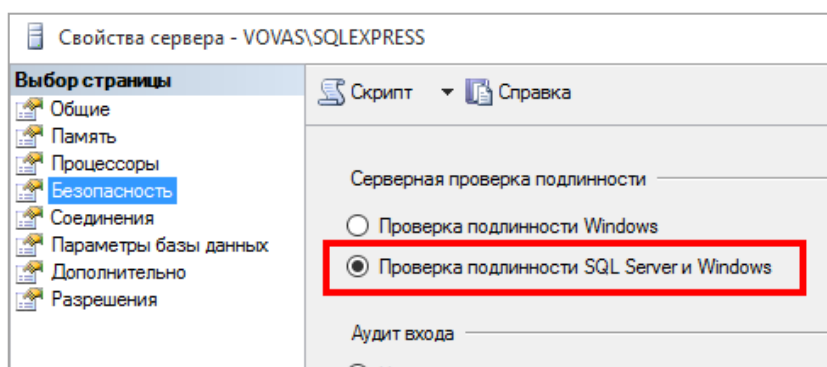 Свойства сервера - VOVAS\SQLEXPRESS
Выбор страницы
Общие
Память
Процессоры
Безопасность
Соединения
Параметры базы данных
Дополнительно
Разрешения
Скрипт
Справка
Серверная проверка подлинности
Проверка подлинности Windows
Проверка подлинности SQL Server и Windows
Аудит входа